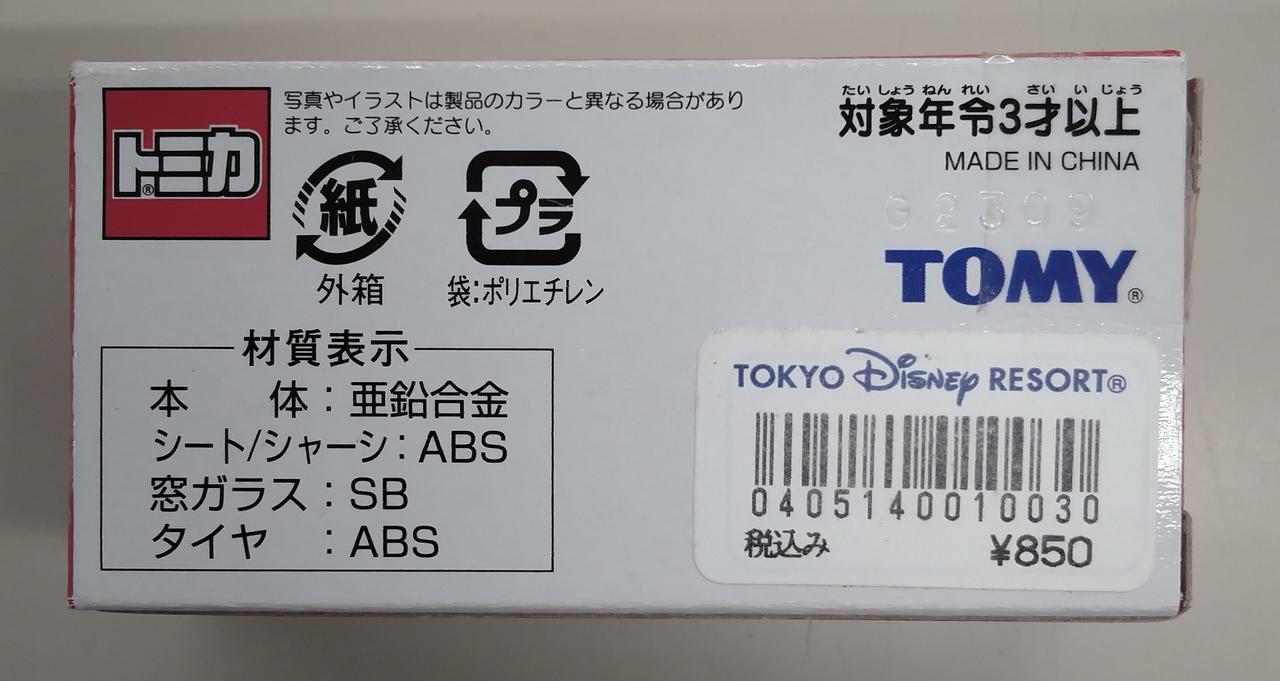 トミカ®
写真やイラストは製品のカラーと異なる場合があり
ます。ご了承ください。
紙
外箱
プラ
袋:ポリエチレン
たいしょうねんれい さいいじょう
対象年令3才以上
MADE IN CHINA
G2309
TOMY®
材質表示
本　体:亜鉛合金
シート/シャーシ:ABS
窓ガラス:SB
タイヤ:ABS
TOKYO Disney RESORT®
0405140010030
税込み ¥850